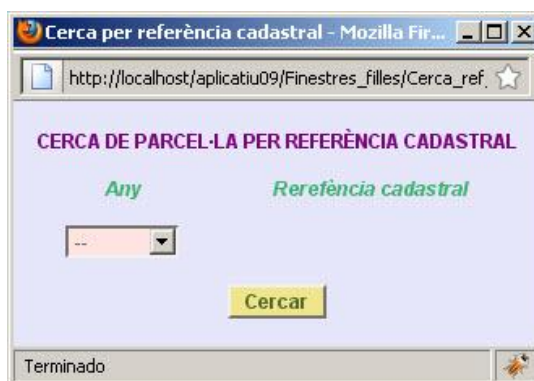 Cerca per referència cadastral - Mozilla Fir...
http://localhost/aplicatiu09/Finestres_filles/Cerca_ref_
CERCA DE PARCEL·LA PER REFERÈNCIA CADASTRAL
Any Rerefència cadastral
--
Cercar
Terminado